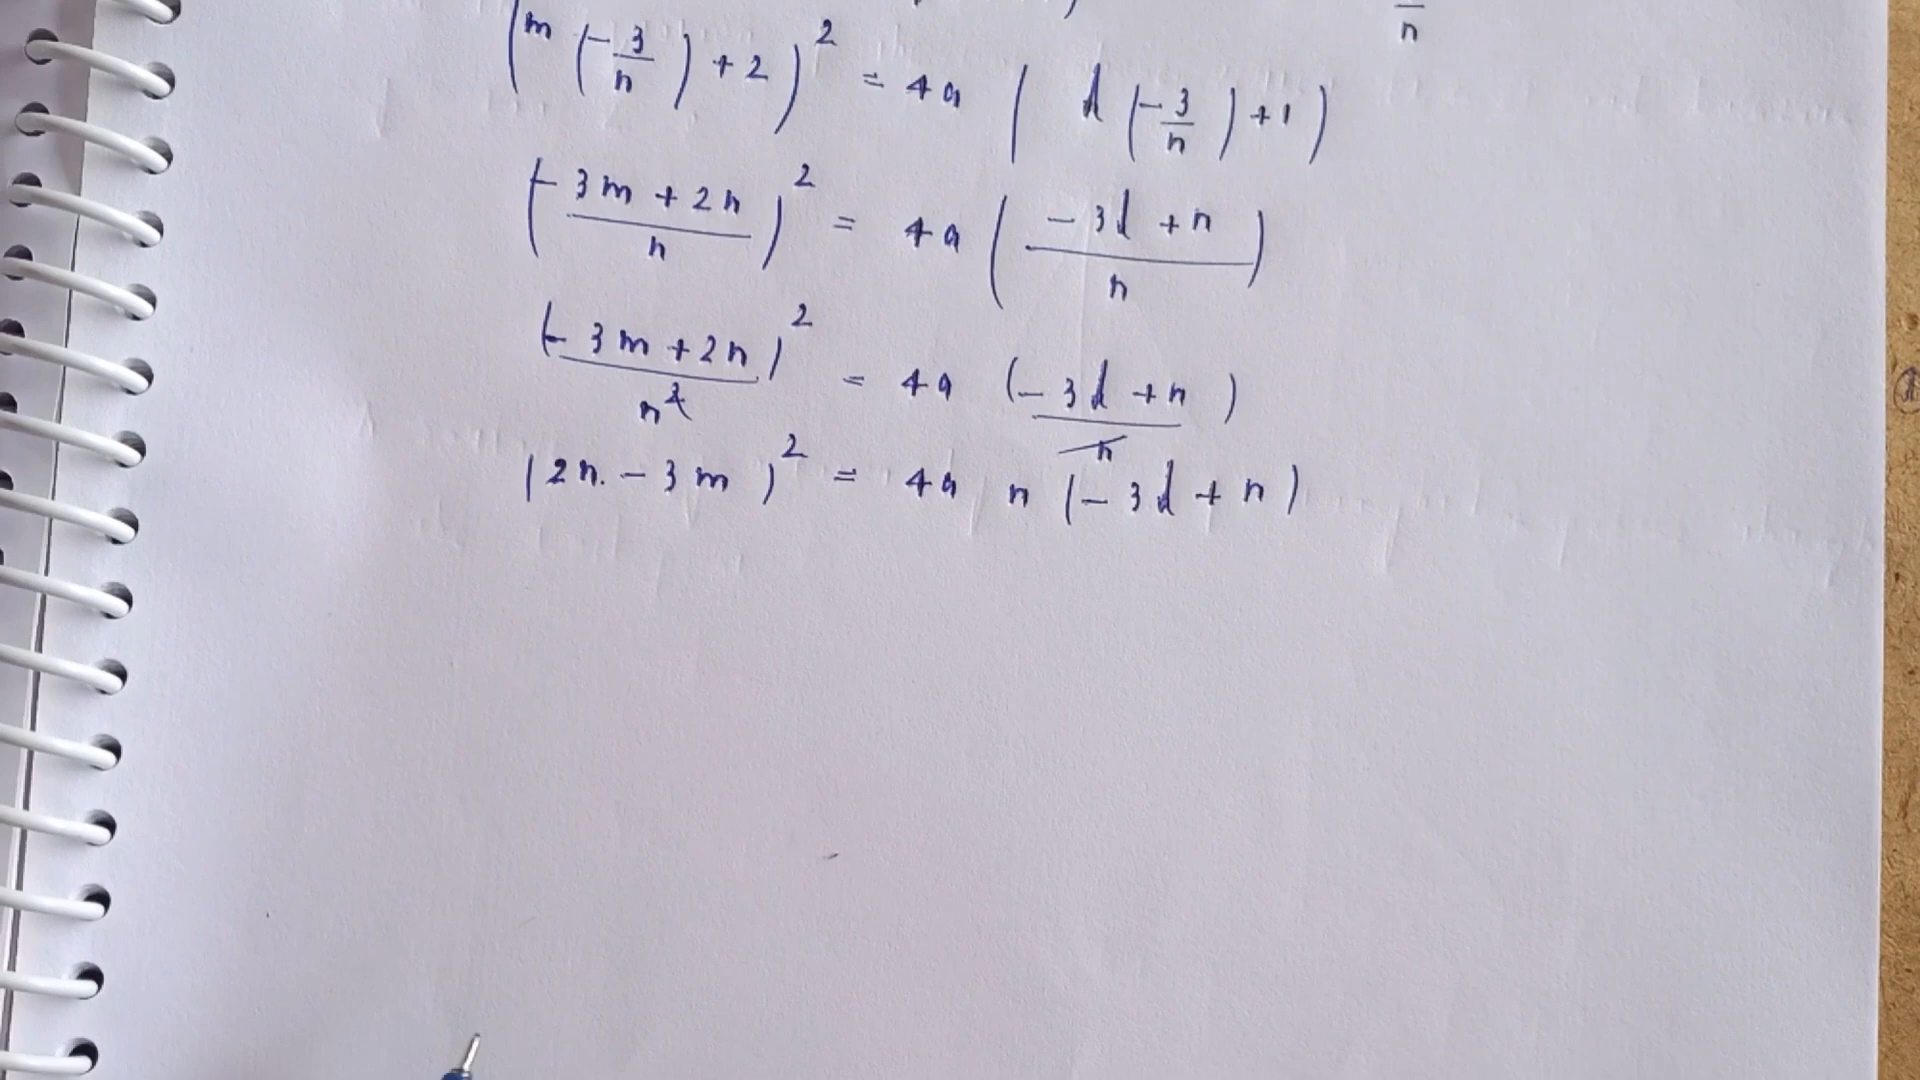 (m (-3/n) + 2)² = 4a (l (-3/n) + 1)
n
((-3m + 2n)/n)² = 4a ((-3l + n)/n)
(-3m + 2n)²/n² = 4a (-3l + n)/n
(2n - 3m)² = 4a n (-3l + n)